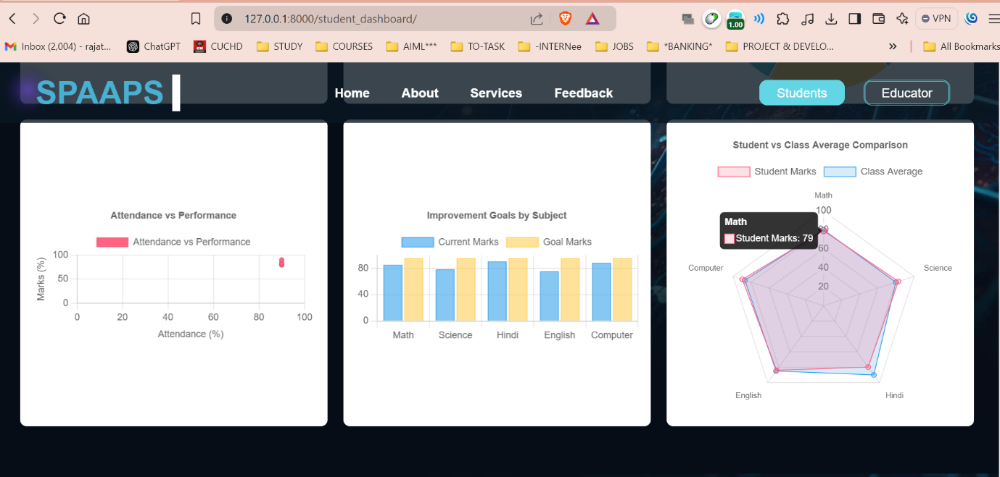 127.0.0.1:8000/student_dashboard/
1.00
VPN
Inbox (2,004) - rajat...
ChatGPT
CUCHD
STUDY
COURSES
AIML***
TO-TASK
-INTERNee
JOBS
*BANKING*
PROJECT & DEVELO...
»
All Bookmarks
SPAAPS
Home
About
Services
Feedback
Students
Educator
Attendance vs Performance
Attendance vs Performance
Marks (%)
100
50
0
0 20 40 60 80 100
Attendance (%)
Improvement Goals by Subject
Current Marks Goal Marks
80
40
0
Math Science Hindi English Computer
Student vs Class Average Comparison
Student Marks Class Average
Math
100
80
60
40
20
Math
Student Marks: 79
Computer
Science
English
Hindi